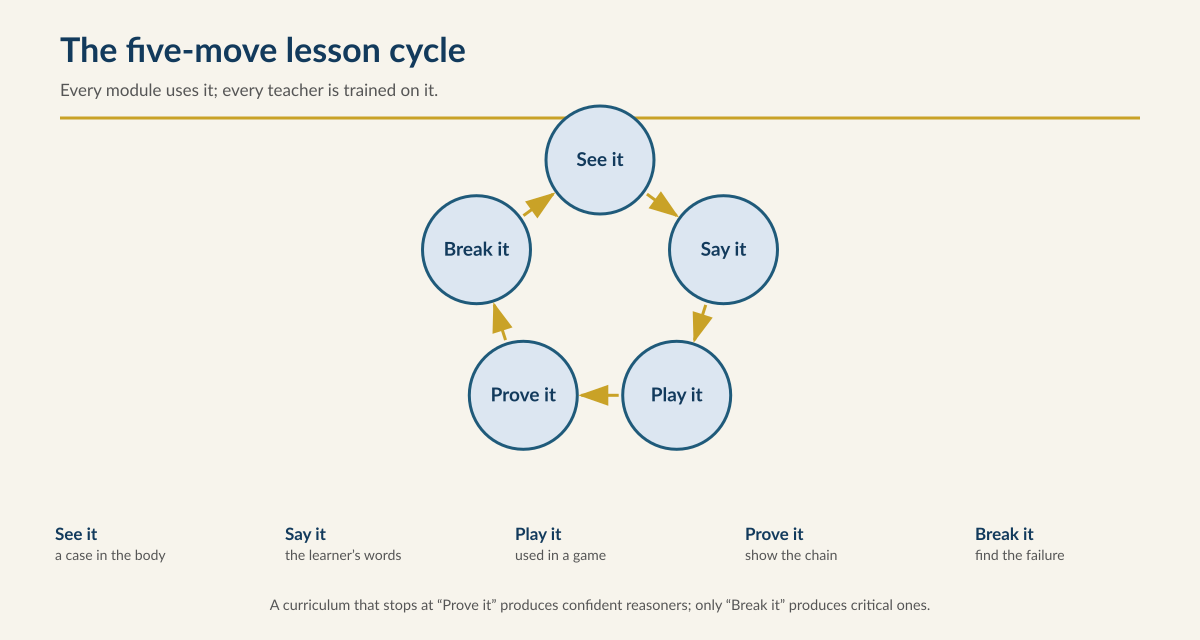 The five-move lesson cycle
Every module uses it; every teacher is trained on it.
See it
Break it
Say it
Prove it
Play it
See it
a case in the body
Say it
the learner’s words
Play it
used in a game
Prove it
show the chain
Break it
find the failure
A curriculum that stops at “Prove it” produces confident reasoners; only “Break it” produces critical ones.